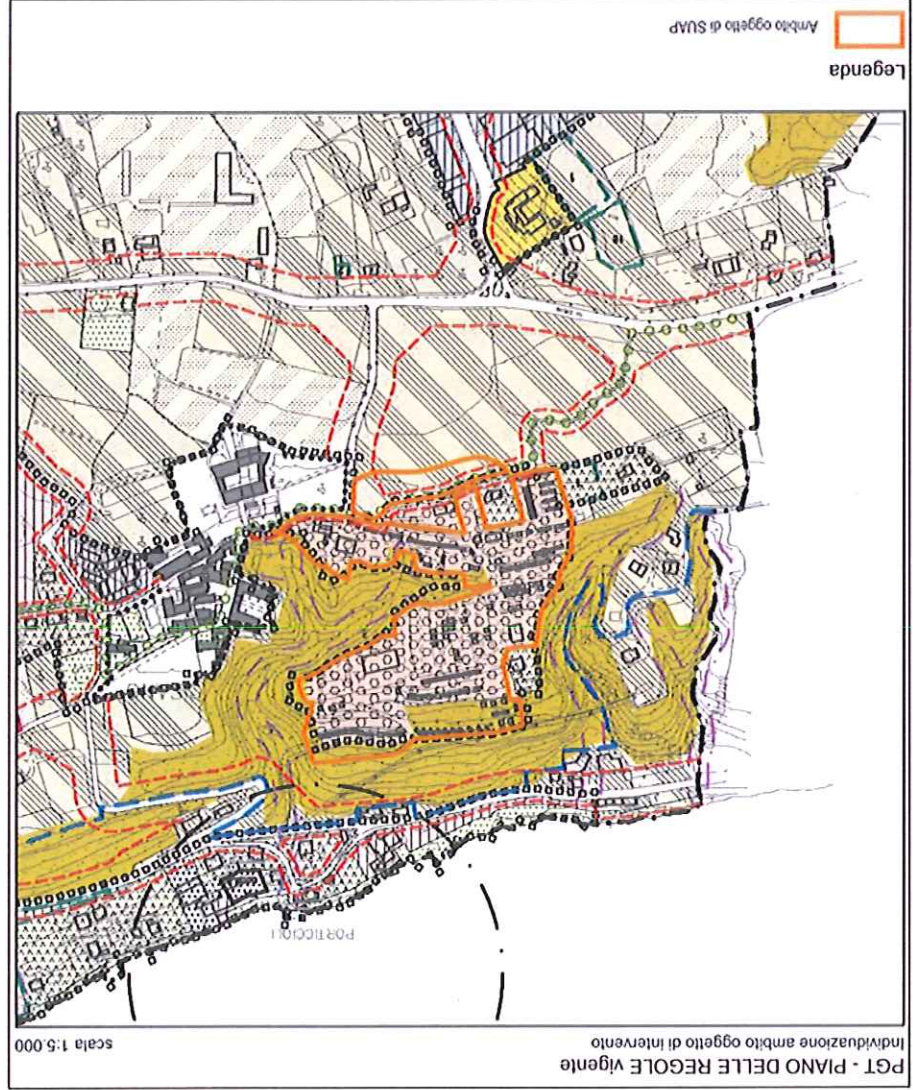 PGT - PIANO DELLE REGOLE vigente
Individuazione ambito oggetto di intervento
scala 1:5.000
PORTICCIOLI
Legenda
Ambito oggetto di SUAP